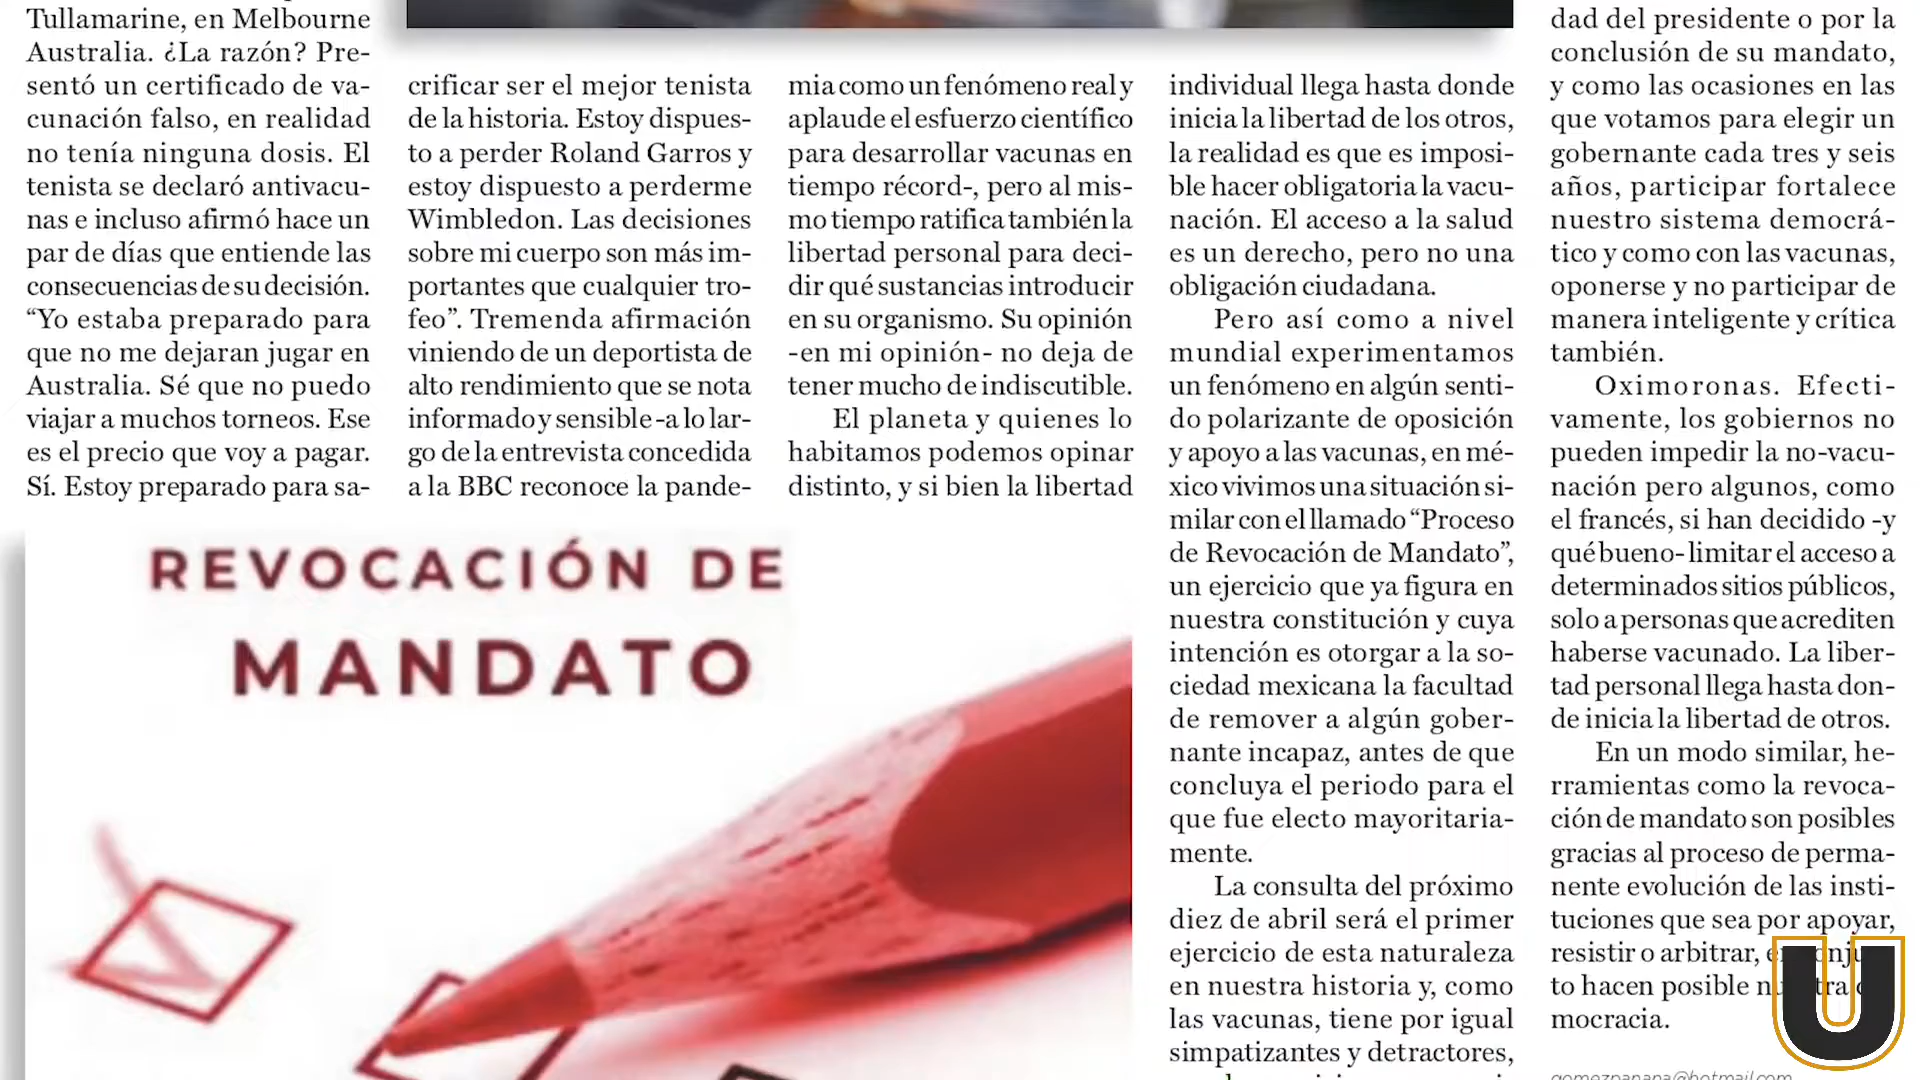 Tullamarine, en Melbourne
Australia. ¿La razón? Pre-
sentó un certificado de va-
cunación falso, en realidad
no tenía ninguna dosis. El
tenista se declaró antivacu-
nas e incluso afirmó hace un
par de días que entiende las
consecuencias de su decisión.
“Yo estaba preparado para
que no me dejaran jugar en
Australia. Sé que no puedo
viajar a muchos torneos. Ese
es el precio que voy a pagar.
Sí. Estoy preparado para sa-
crificar ser el mejor tenista
de la historia. Estoy dispues-
to a perder Roland Garros y
estoy dispuesto a perderme
Wimbledon. Las decisiones
sobre mi cuerpo son más im-
portantes que cualquier tro-
feo”. Tremenda afirmación
viniendo de un deportista de
alto rendimiento que se nota
informado y sensible -a lo lar-
go de la entrevista concedida
a la BBC reconoce la pande-
mia como un fenómeno real y
aplaude el esfuerzo científico
para desarrollar vacunas en
tiempo récord-, pero al mis-
mo tiempo ratifica también la
libertad personal para deci-
dir qué sustancias introducir
en su organismo. Su opinión
-en mi opinión- no deja de
tener mucho de indiscutible.
El planeta y quienes lo
habitamos podemos opinar
distinto, y si bien la libertad
individual llega hasta donde
inicia la libertad de los otros,
la realidad es que es imposi-
ble hacer obligatoria la vacu-
nación. El acceso a la salud
es un derecho, pero no una
obligación ciudadana.
Pero así como a nivel
mundial experimentamos
un fenómeno en algún senti-
do polarizante de oposición
y apoyo a las vacunas, en mé-
xico vivimos una situación si-
milar con el llamado “Proceso
de Revocación de Mandato”,
un ejercicio que ya figura en
nuestra constitución y cuya
intención es otorgar a la so-
ciedad mexicana la facultad
de remover a algún gober-
nante incapaz, antes de que
concluya el periodo para el
que fue electo mayoritaria-
mente.
La consulta del próximo
diez de abril será el primer
ejercicio de esta naturaleza
en nuestra historia y, como
las vacunas, tiene por igual
simpatizantes y detractores,
dad del presidente o por la
conclusión de su mandato,
y como las ocasiones en las
que votamos para elegir un
gobernante cada tres y seis
años, participar fortalece
nuestro sistema democrá-
tico y como con las vacunas,
oponerse y no participar de
manera inteligente y crítica
también.
Oximoronas. Efecti-
vamente, los gobiernos no
pueden impedir la no-vacu-
nación pero algunos, como
el francés, si han decidido -y
qué bueno- limitar el acceso a
determinados sitios públicos,
solo a personas que acrediten
haberse vacunado. La liber-
tad personal llega hasta don-
de inicia la libertad de otros.
En un modo similar, he-
rramientas como la revoca-
ción de mandato son posibles
gracias al proceso de perma-
nente evolución de las insti-
tuciones que sea por apoyar,
resistir o arbitrar,
to hacen posible
mocracia.
REVOCACIÓN DE
MANDATO
U